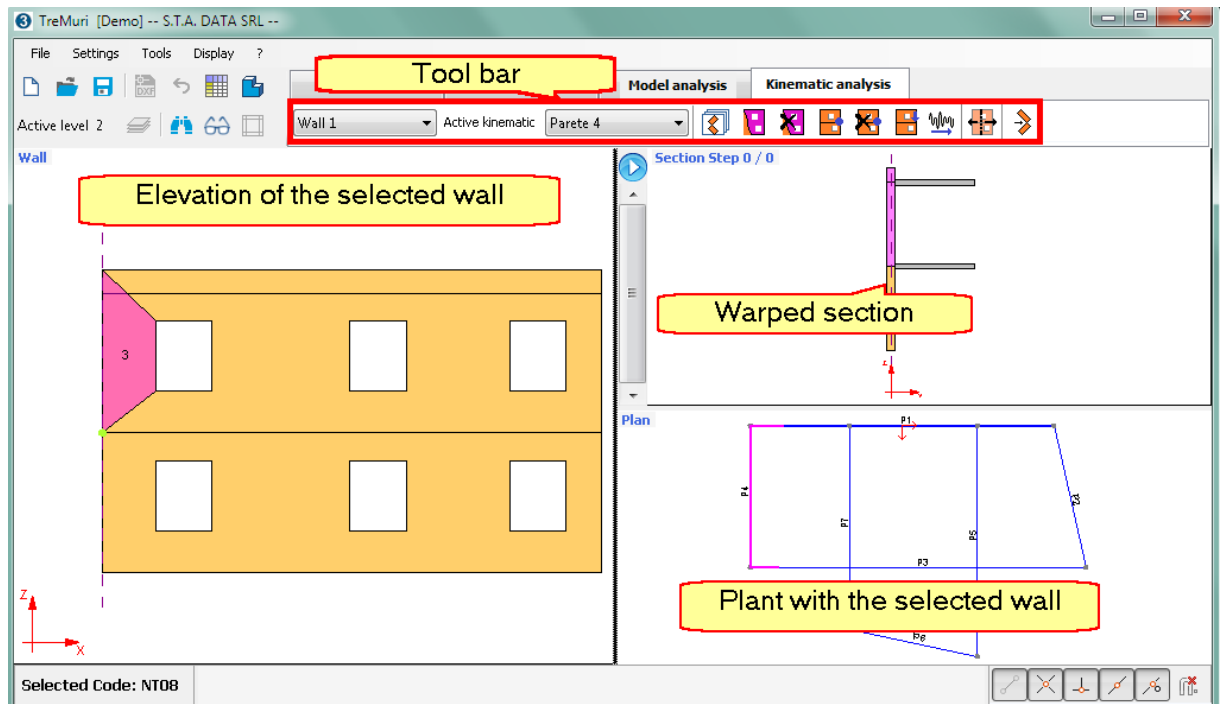 TreMuri [Demo] -- S.T.A. DATA SRL --
File Settings Tools Display ?
Tool bar
Model analysis
Kinematic analysis
DXF
Active level 2
Wall 1
Active kinematic
Parete 4
Wall
Elevation of the selected wall
3
Z
X
Section Step 0 / 0
Warped section
z
y
Plan
P1
P4
P7
P5
P2
P3
Plant with the selected wall
P6
Selected Code: NT08